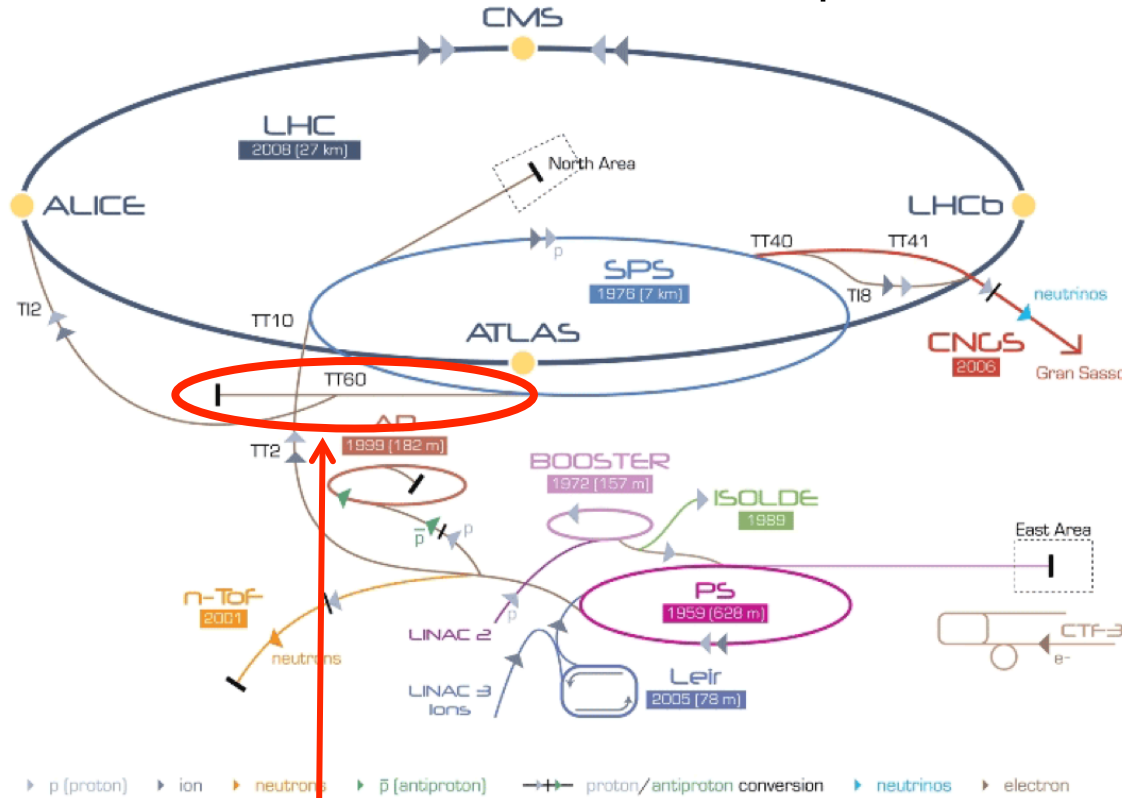 CMS
LHC
2008 (27 km)
North Area
ALICE
LHCb
TT40
TT41
p
SPS
1976 (7 km)
TI8
neutrinos
TI2
TT10
ATLAS
CNGS
2006
Gran Sasso
TT60
AD
1999 (182 m)
TT2
BOOSTER
1972 (157 m)
ISOLDE
1989
p̅
p
East Area
n-ToF
2001
PS
1959 (628 m)
p
LINAC 2
CTF-3
e-
neutrons
LINAC 3
Ions
Leir
2005 (78 m)
p (proton)
ion
neutrons
p̅ (antiproton)
proton/antiproton conversion
neutrinos
electron